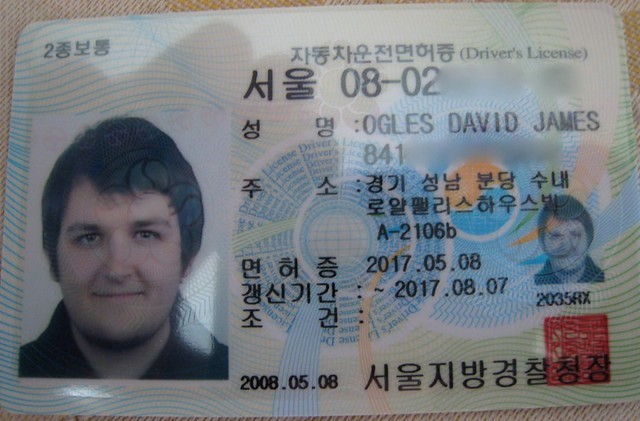 2종보통
자동차운전면허증 (Driver's License)
서울 08-02
성 명 :OGLES DAVID JAMES
841
주 소 :경기 성남 분당 수내
로얄펠리스하우스빌
A-2106b
면 허 증 2017.05.08
갱신기간 : ~ 2017.08.07
조 건 :
2035RX
2008.05.08 서울지방경찰청장